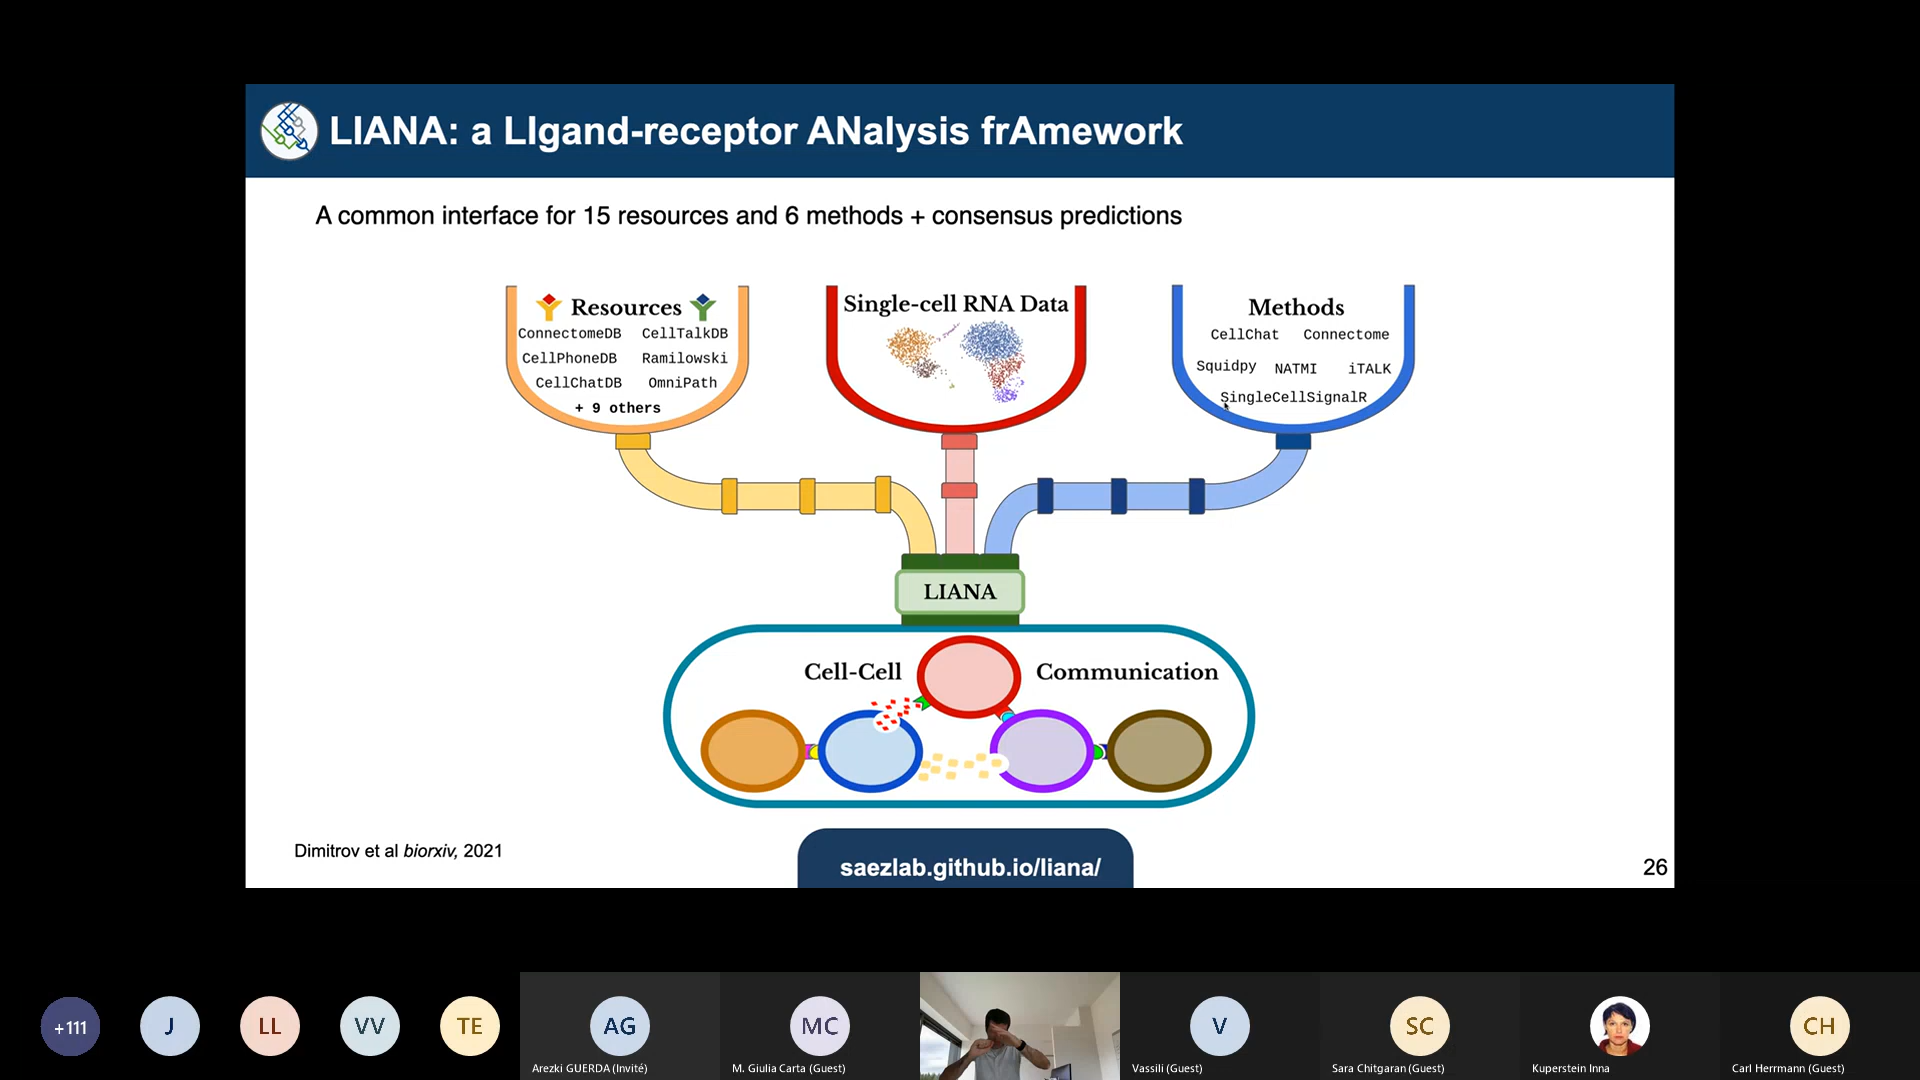 LIANA: a LIgand-receptor ANalysis frAmework
A common interface for 15 resources and 6 methods + consensus predictions
Resources
ConnectomeDB CellTalkDB
CellPhoneDB Ramilowski
CellChatDB OmniPath
+ 9 others
Single-cell RNA Data
Methods
CellChat Connectome
Squidpy NATMI iTALK
SingleCellSignalR
LIANA
Cell-Cell Communication
Dimitrov et al biorxiv, 2021
saezlab.github.io/liana/
26
+111
J
LL
VV
TE
AG
Arezki GUERDA (Invité)
MC
M. Giulia Carta (Guest)
V
Vassili (Guest)
SC
Sara Chitgaran (Guest)
Kuperstein Inna
CH
Carl Herrmann (Guest)